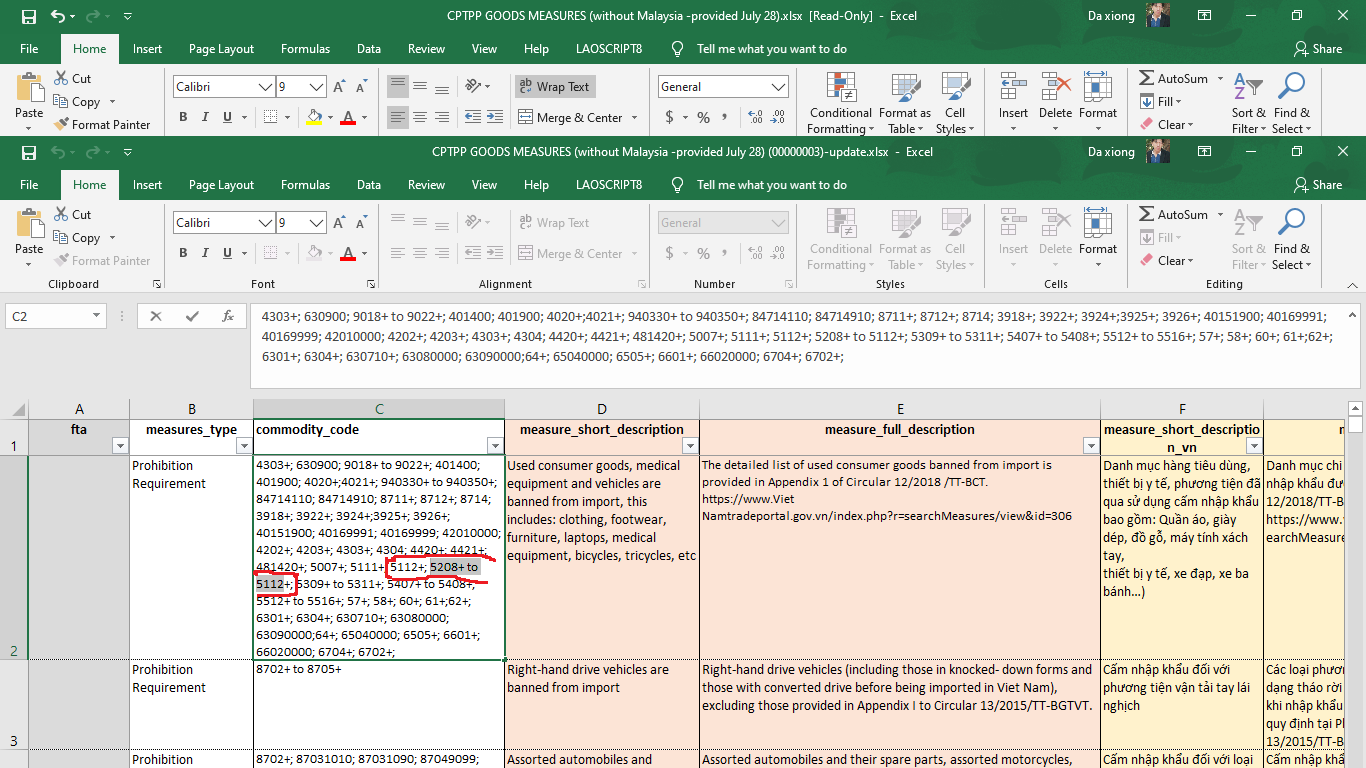 CPTPP GOODS MEASURES (without Malaysia -provided July 28).xlsx [Read-Only] - Excel
Da xiong
File Home Insert Page Layout Formulas Data Review View Help LAOSCRIPT8 Tell me what you want to do Share
Paste
Cut
Copy
Format Painter
Calibri 9
B I U
Wrap Text
Merge & Center
General
$ % ,
Conditional Formatting
Format as Table
Cell Styles
Insert Delete Format
AutoSum
Fill
Clear
Sort & Filter
Find & Select
CPTPP GOODS MEASURES (without Malaysia -provided July 28) (00000003)-update.xlsx - Excel
Da xiong
File Home Insert Page Layout Formulas Data Review View Help LAOSCRIPT8 Tell me what you want to do Share
Paste
Cut
Copy
Format Painter
Calibri 9
B I U
Wrap Text
Merge & Center
General
$ % ,
Conditional Formatting
Format as Table
Cell Styles
Insert Delete Format
AutoSum
Fill
Clear
Sort & Filter
Find & Select
Clipboard Font Alignment Number Styles Cells Editing
C2
fx
4303+; 630900; 9018+ to 9022+; 401400; 401900; 4020+;4021+; 940330+ to 940350+; 84714110; 84714910; 8711+; 8712+; 8714; 3918+; 3922+; 3924+;3925+; 3926+; 40151900; 40169991;
40169999; 42010000; 4202+; 4203+; 4303+; 4304; 4420+; 4421+; 481420+; 5007+; 5111+; 5112+; 5208+ to 5112+; 5309+ to 5311+; 5407+ to 5408+; 5512+ to 5516+; 57+; 58+; 60+; 61+;62+;
6301+; 6304+; 630710+; 63080000; 63090000;64+; 65040000; 6505+; 6601+; 66020000; 6704+; 6702+;
A B C D E F
1
fta
measures_type
commodity_code
measure_short_description
measure_full_description
measure_short_descriptio
n_vn
2
Prohibition
Requirement
4303+; 630900; 9018+ to 9022+; 401400;
401900; 4020+;4021+; 940330+ to 940350+;
84714110; 84714910; 8711+; 8712+; 8714;
3918+; 3922+; 3924+;3925+; 3926+;
40151900; 40169991; 40169999; 42010000;
4202+; 4203+; 4303+; 4304; 4420+; 4421+;
481420+; 5007+; 5111+; 5112+; 5208+ to
5112+; 5309+ to 5311+; 5407+ to 5408+;
5512+ to 5516+; 57+; 58+; 60+; 61+;62+;
6301+; 6304+; 630710+; 63080000;
63090000;64+; 65040000; 6505+; 6601+;
66020000; 6704+; 6702+;
Used consumer goods, medical
equipment and vehicles are
banned from import, this
includes: clothing, footwear,
furniture, laptops, medical
equipment, bicycles, tricycles, etc
The detailed list of used consumer goods banned from import is
provided in Appendix 1 of Circular 12/2018 /TT-BCT.
https://www.Viet
Namtradeportal.gov.vn/index.php?r=searchMeasures/view&id=306
Danh mục hàng tiêu dùng,
thiết bị y tế, phương tiện đã
qua sử dụng cấm nhập khẩu
bao gồm: Quần áo, giày
dép, đồ gỗ, máy tính xách
tay,
thiết bị y tế, xe đạp, xe ba
bánh...)
Danh mục chi
nhập khẩu đư
12/2018/TT-B
https://www.
earchMeasure
3
Prohibition
Requirement
8702+ to 8705+
Right-hand drive vehicles are
banned from import
Right-hand drive vehicles (including those in knocked- down forms and
those with converted drive before being imported in Viet Nam),
excluding those provided in Appendix I to Circular 13/2015/TT-BGTVT.
Cấm nhập khẩu đối với
phương tiện vận tải tay lái
nghịch
Các loại phươn
dạng tháo rời
khi nhập khẩu
quy định tại Pl
13/2015/TT-B
Prohibition
8702+; 87031010; 87031090; 87049099;
Assorted automobiles and
Assorted automobiles and their spare parts, assorted motorcycles,
Cấm nhập khẩu đối với loại
Cấm nhập khẩ